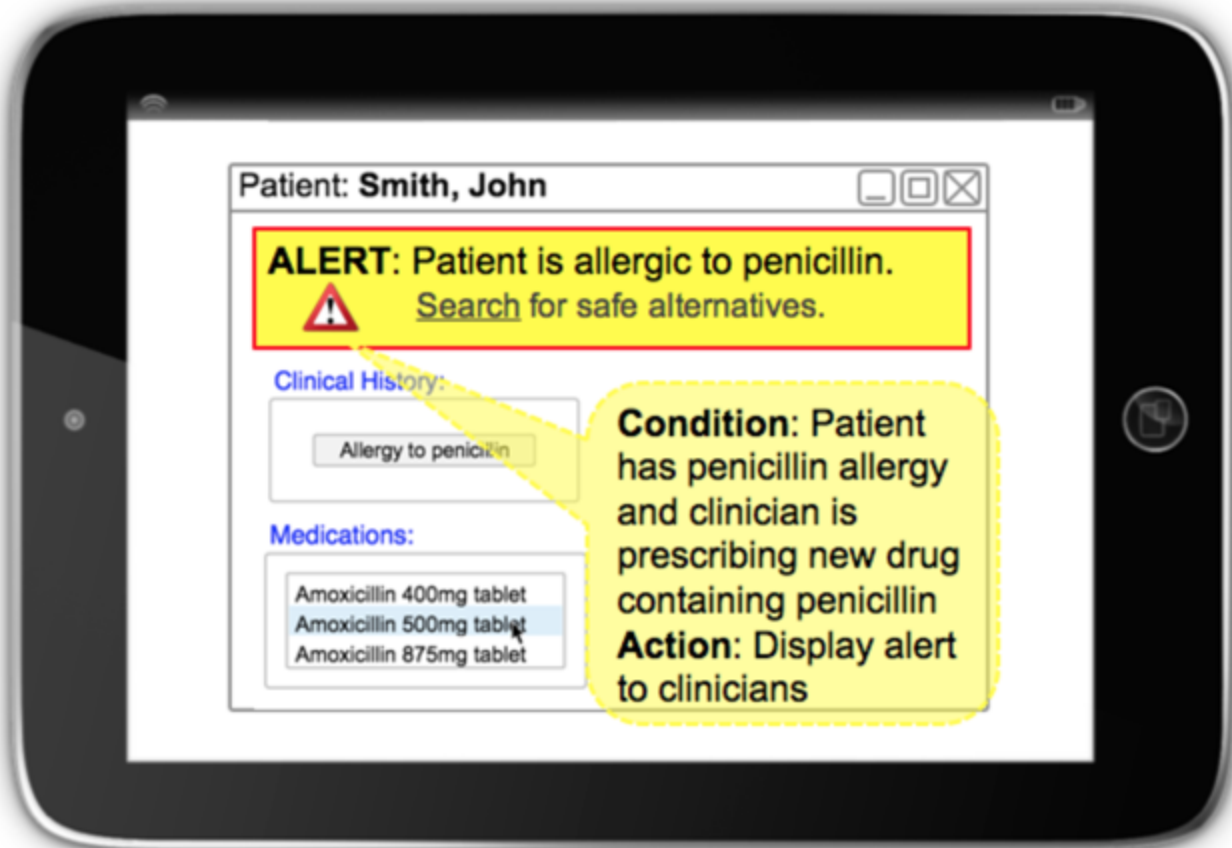 Patient: Smith, John
ALERT: Patient is allergic to penicillin.
Search for safe alternatives.
Clinical History:
Allergy to penicillin
Medications:
Amoxicillin 400mg tablet
Amoxicillin 500mg tablet
Amoxicillin 875mg tablet
Condition: Patient
has penicillin allergy
and clinician is
prescribing new drug
containing penicillin
Action: Display alert
to clinicians